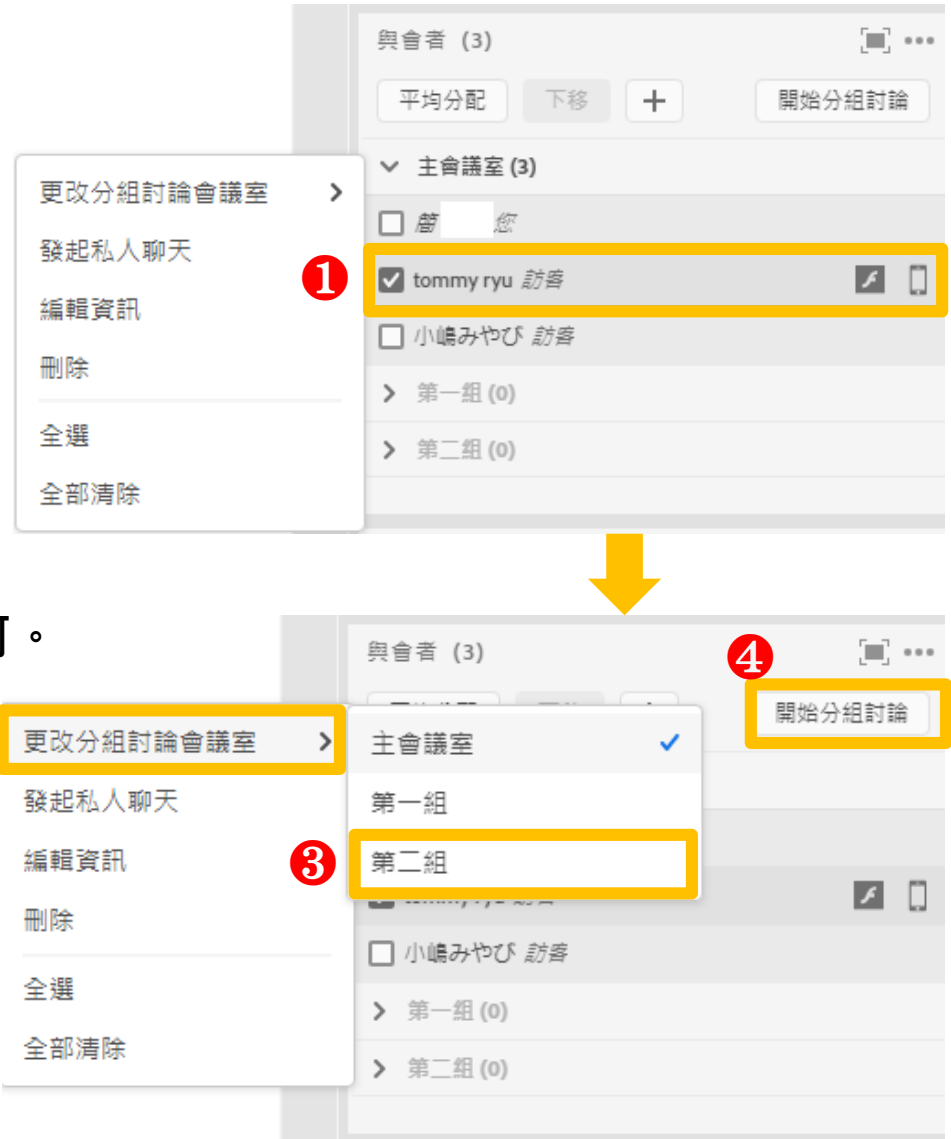 與會者 (3)
平均分配 下移 開始分組討論
主會議室 (3)
簡 您
tommy ryu 訪客
小嶋みやび 訪客
第一組 (0)
第二組 (0)
更改分組討論會議室
發起私人聊天
編輯資訊
刪除
全選
全部清除
1
。
與會者 (3)
4
開始分組討論
更改分組討論會議室
發起私人聊天
編輯資訊
刪除
全選
全部清除
主會議室
第一組
3
第二組
小嶋みやび 訪客
第一組 (0)
第二組 (0)